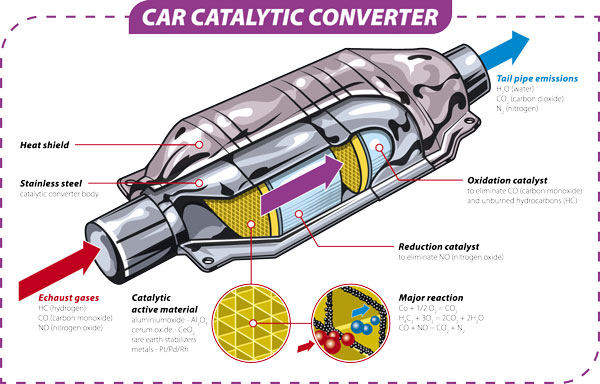 CAR CATALYTIC CONVERTER
Tail pipe emissions
H₂O (water)
CO₂ (carbon dioxide)
N₂ (nitrogen)
Heat shield
Stainless steel
catalytic converter body
Oxidation catalyst
to eliminate CO (carbon monoxide)
and unburned hydrocarbons (HC)
Reduction catalyst
to eliminate NO (nitrogen oxide)
Echaust gases
HC (hydrogen)
CO (carbon monoxide)
NO (nitrogen oxide)
Catalytic
active material
aluminiumoxide - Al₂O₃
cerum oxide - CeO₂
rare earth stabilizers
metals - Pt/Pd/Rh
Major reaction
Co + 1/2 O₂ = CO₂
H₄C₂ + 3O₂ = 2CO₂ + 2H₂O
CO + NO = CO₂ + N₂